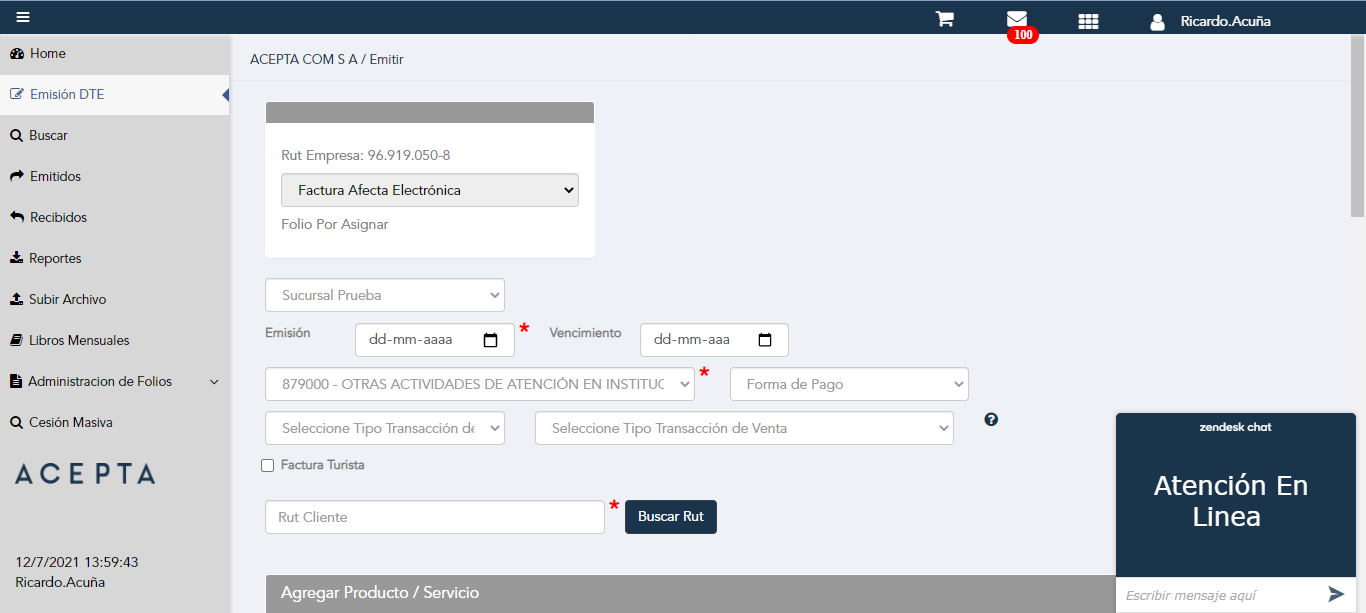 Ricardo.Acuña
100
Home
Emisión DTE
Buscar
Emitidos
Recibidos
Reportes
Subir Archivo
Libros Mensuales
Administracion de Folios
Cesión Masiva
ACEPTA
12/7/2021 13:59:43
Ricardo.Acuña
ACEPTA COM S A / Emitir
Rut Empresa: 96.919.050-8
Factura Afecta Electrónica
Folio Por Asignar
Sucursal Prueba
Emisión dd-mm-aaaa * Vencimiento dd-mm-aaa
879000 - OTRAS ACTIVIDADES DE ATENCIÓN EN INSTITUC * Forma de Pago
Seleccione Tipo Transacción de Seleccione Tipo Transacción de Venta ?
Factura Turista
Rut Cliente * Buscar Rut
Agregar Producto / Servicio
zendesk chat
Atención En
Linea
Escribir mensaje aquí